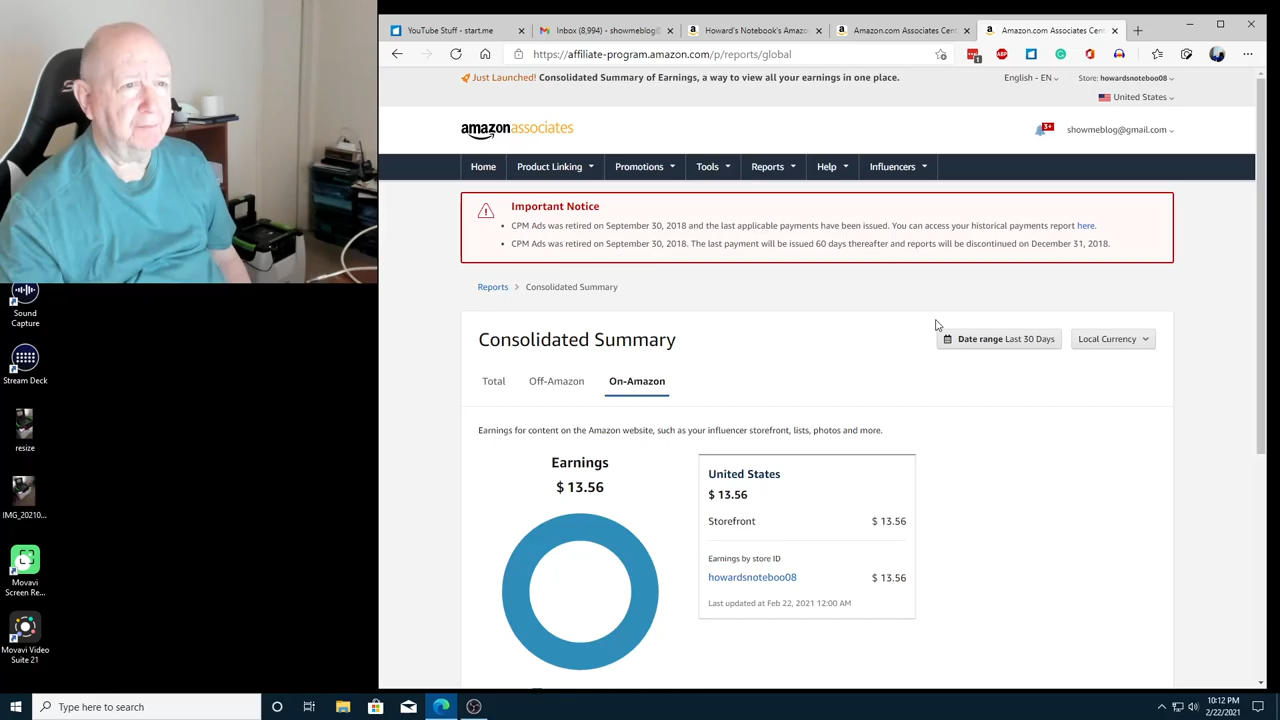 YouTube Stuff - start.me
Inbox (8,994) - showmeblog@
Howard's Notebook's Amazo
Amazon.com Associates Cent
Amazon.com Associates Cent
https://affiliate-program.amazon.com/p/reports/global
1
ABP
Just Launched! Consolidated Summary of Earnings, a way to view all your earnings in one place.
English - EN
Store: howardsnoteboo08
United States
amazonassociates
3+
showmeblog@gmail.com
Home
Product Linking
Promotions
Tools
Reports
Help
Influencers
Important Notice
CPM Ads was retired on September 30, 2018 and the last applicable payments have been issued. You can access your historical payments report here.
CPM Ads was retired on September 30, 2018. The last payment will be issued 60 days thereafter and reports will be discontinued on December 31, 2018.
Reports > Consolidated Summary
Consolidated Summary
Date range Last 30 Days
Local Currency
Total
Off-Amazon
On-Amazon
Earnings for content on the Amazon website, such as your influencer storefront, lists, photos and more.
Earnings
$ 13.56
United States
$ 13.56
Storefront $ 13.56
Earnings by store ID
howardsnoteboo08 $ 13.56
Last updated at Feb 22, 2021 12:00 AM
Sound
Capture
Stream Deck
resize
IMG_20210...
Movavi
Screen Re...
Movavi Video
Suite 21
Type here to search
10:12 PM
2/22/2021